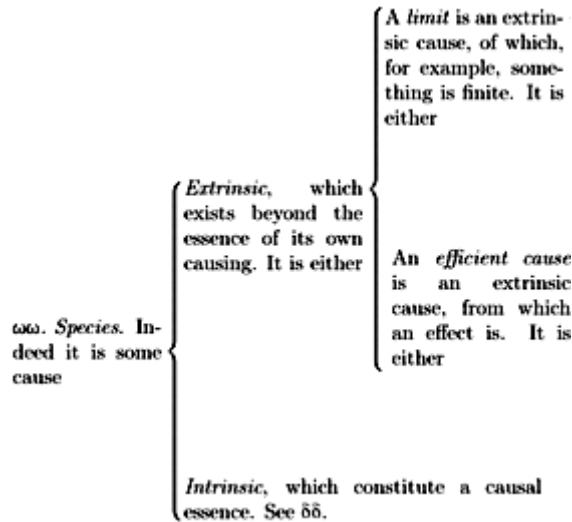 ωω. Species. In-
deed it is some
cause
Extrinsic, which
exists beyond the
essence of its own
causing. It is either
A limit is an extrin-
sic cause, of which,
for example, some-
thing is finite. It is
either
An efficient cause
is an extrinsic
cause, from which
an effect is. It is
either
Intrinsic, which constitute a causal
essence. See δδ.